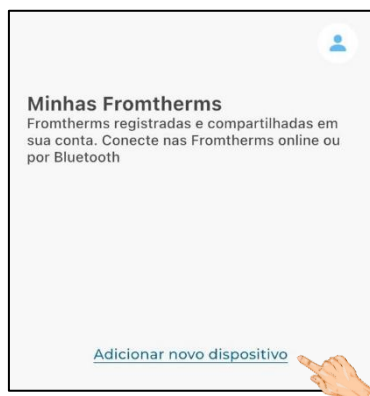 Minhas Fromtherms
Fromtherms registradas e compartilhadas em
sua conta. Conecte nas Fromtherms online ou
por Bluetooth
Adicionar novo dispositivo